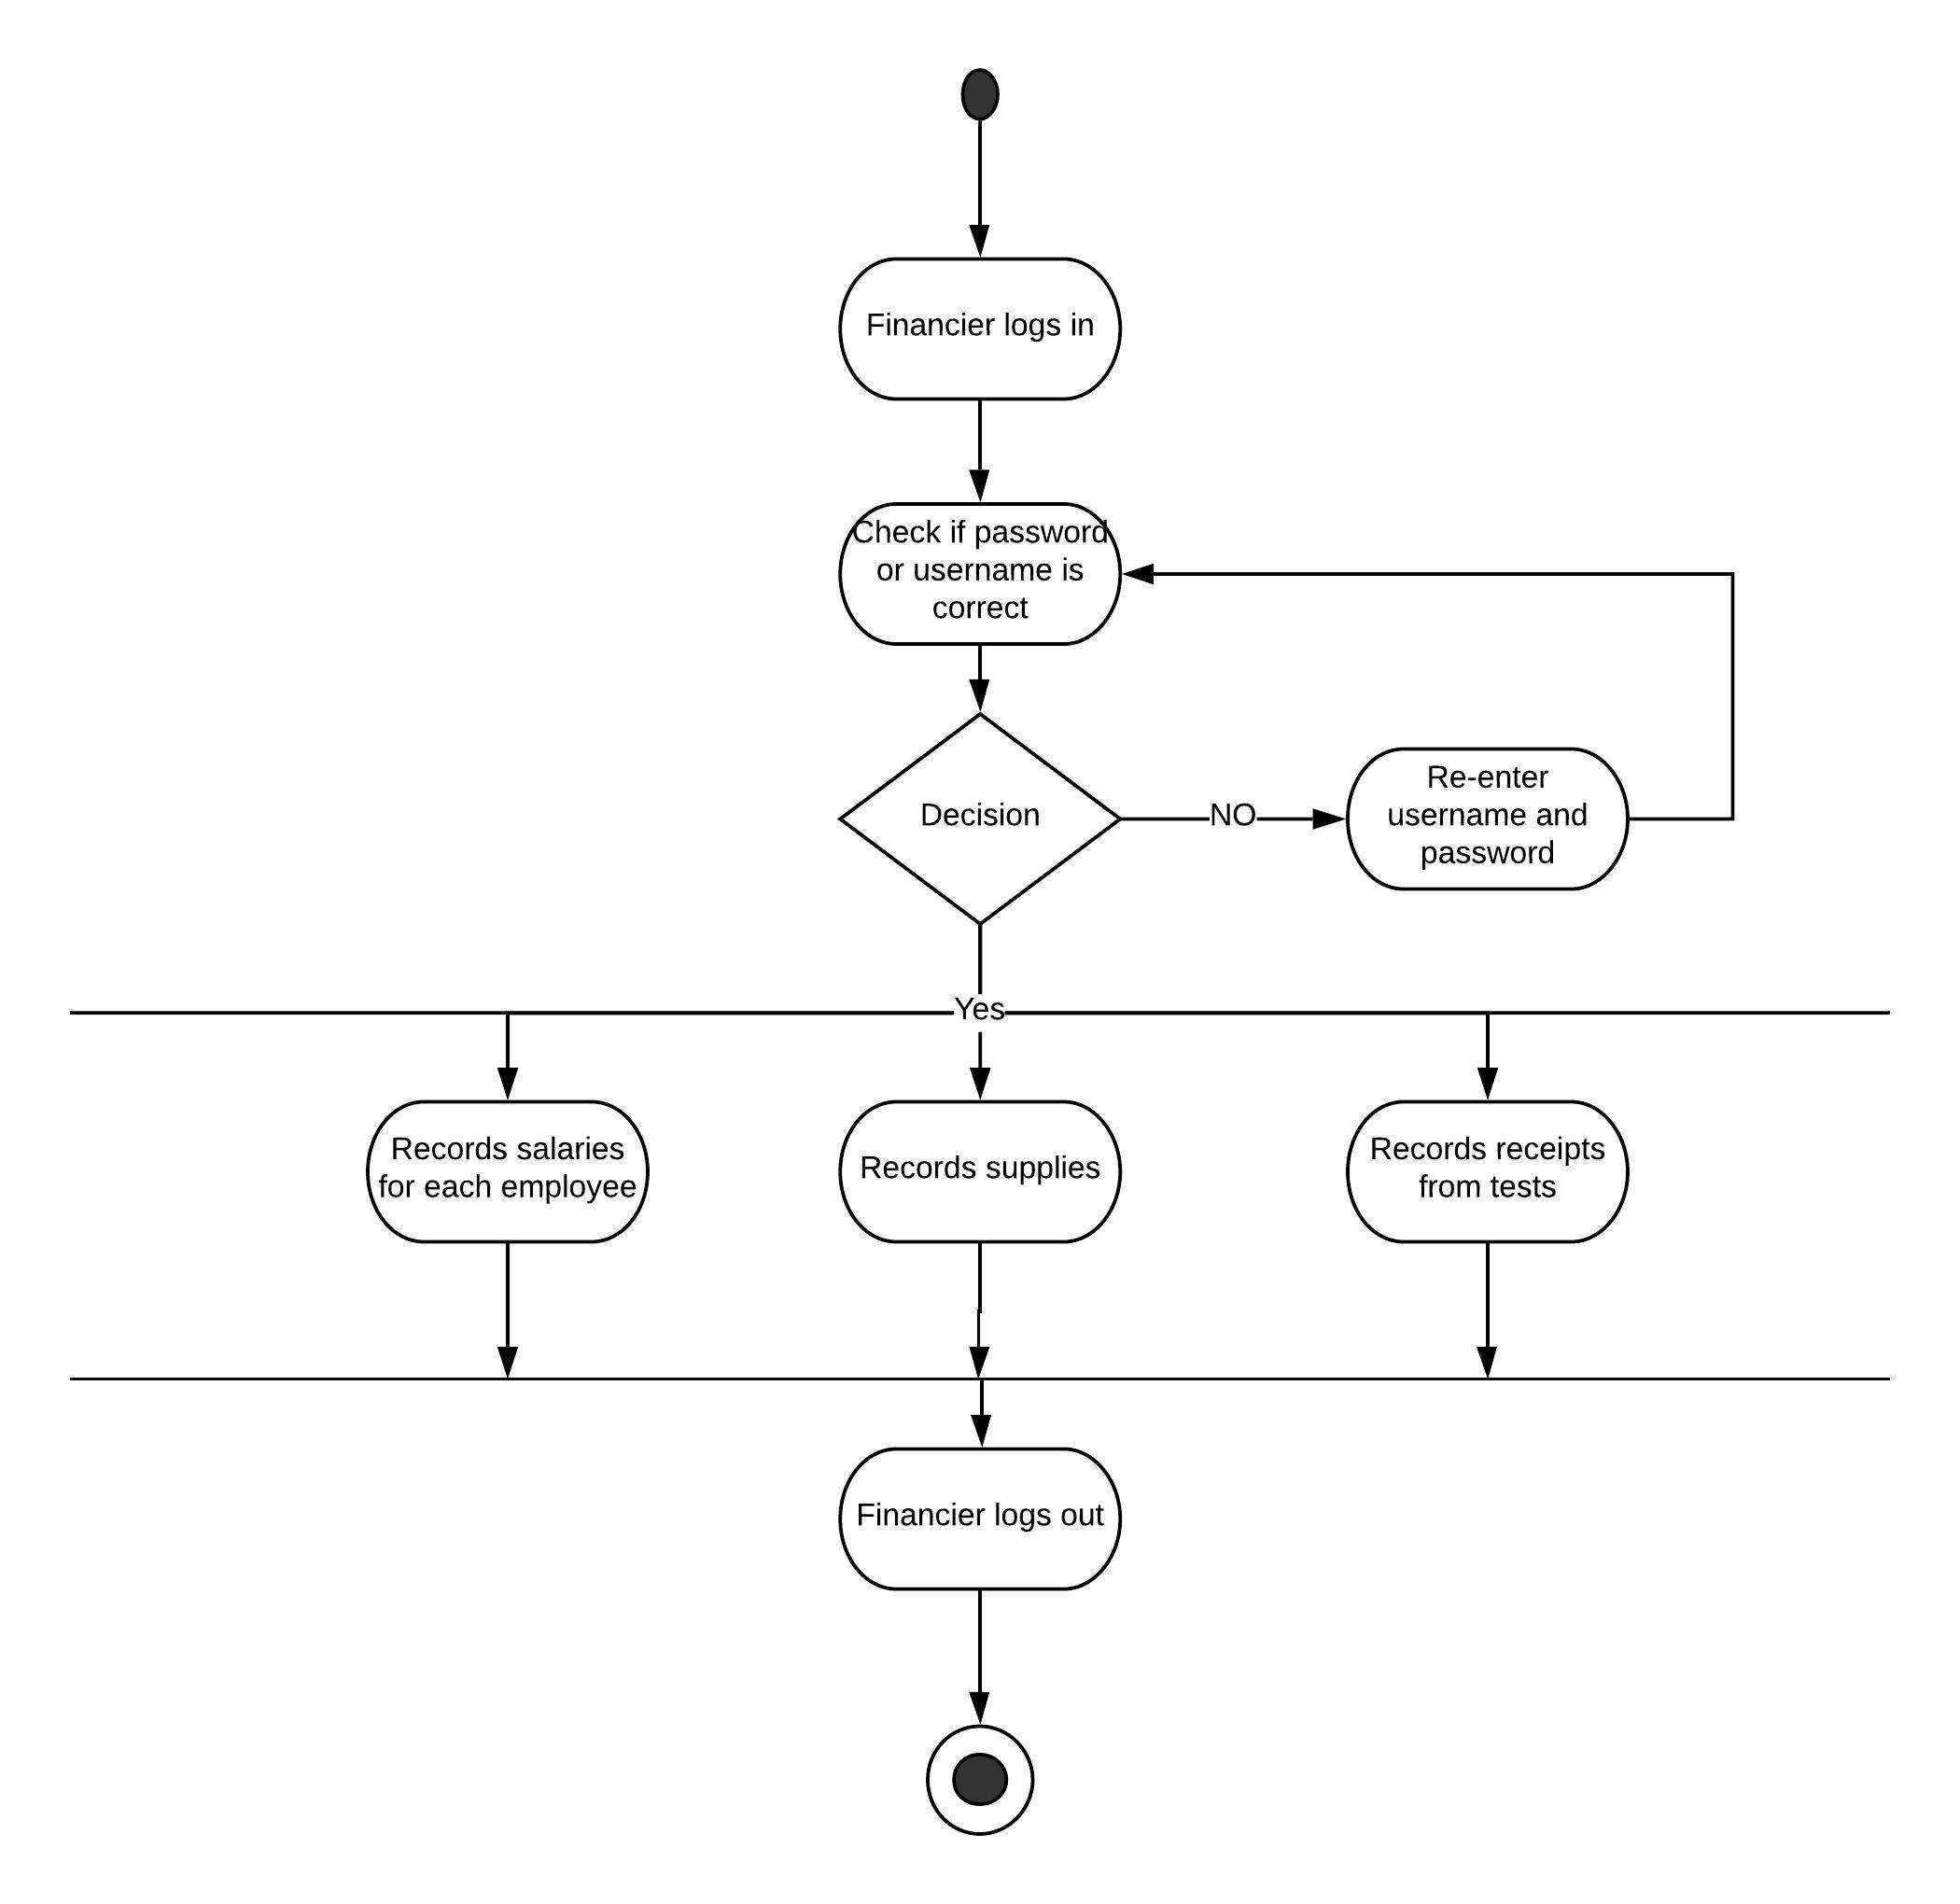 Financier logs in
Check if password
or username is
correct
Decision
NO
Re-enter
username and
password
Yes
Records salaries
for each employee
Records supplies
Records receipts
from tests
Financier logs out